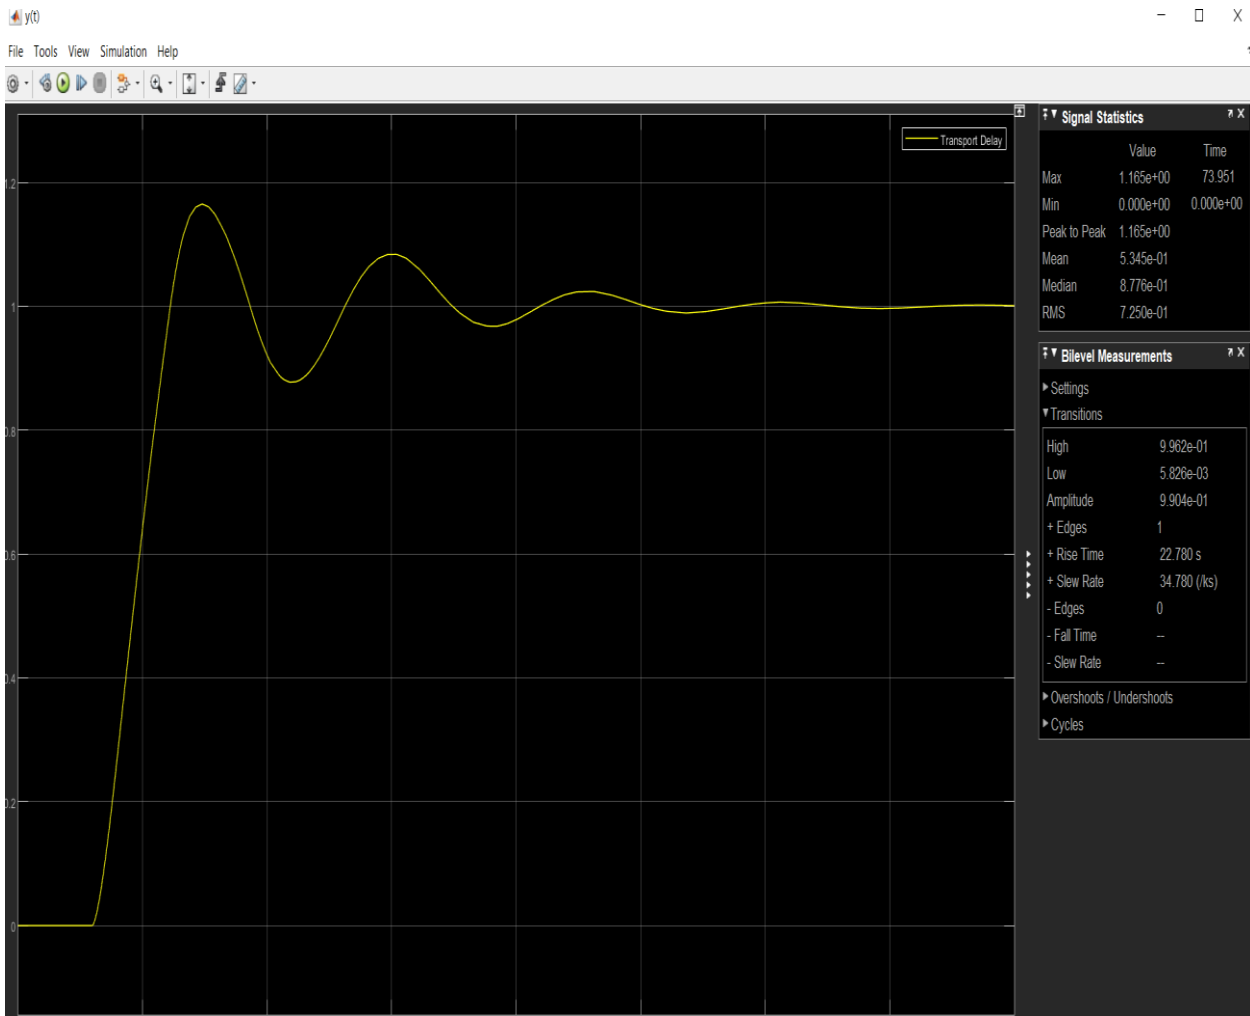 y(t)
File Tools View Simulation Help
Transport Delay
1.2
1
0.8
0.6
0.4
0.2
0
Signal Statistics
Value Time
Max 1.165e+00 73.951
Min 0.000e+00 0.000e+00
Peak to Peak 1.165e+00
Mean 5.345e-01
Median 8.776e-01
RMS 7.250e-01
Bilevel Measurements
Settings
Transitions
High 9.962e-01
Low 5.826e-03
Amplitude 9.904e-01
+ Edges 1
+ Rise Time 22.780 s
+ Slew Rate 34.780 (/ks)
- Edges 0
- Fall Time --
- Slew Rate --
Overshoots / Undershoots
Cycles